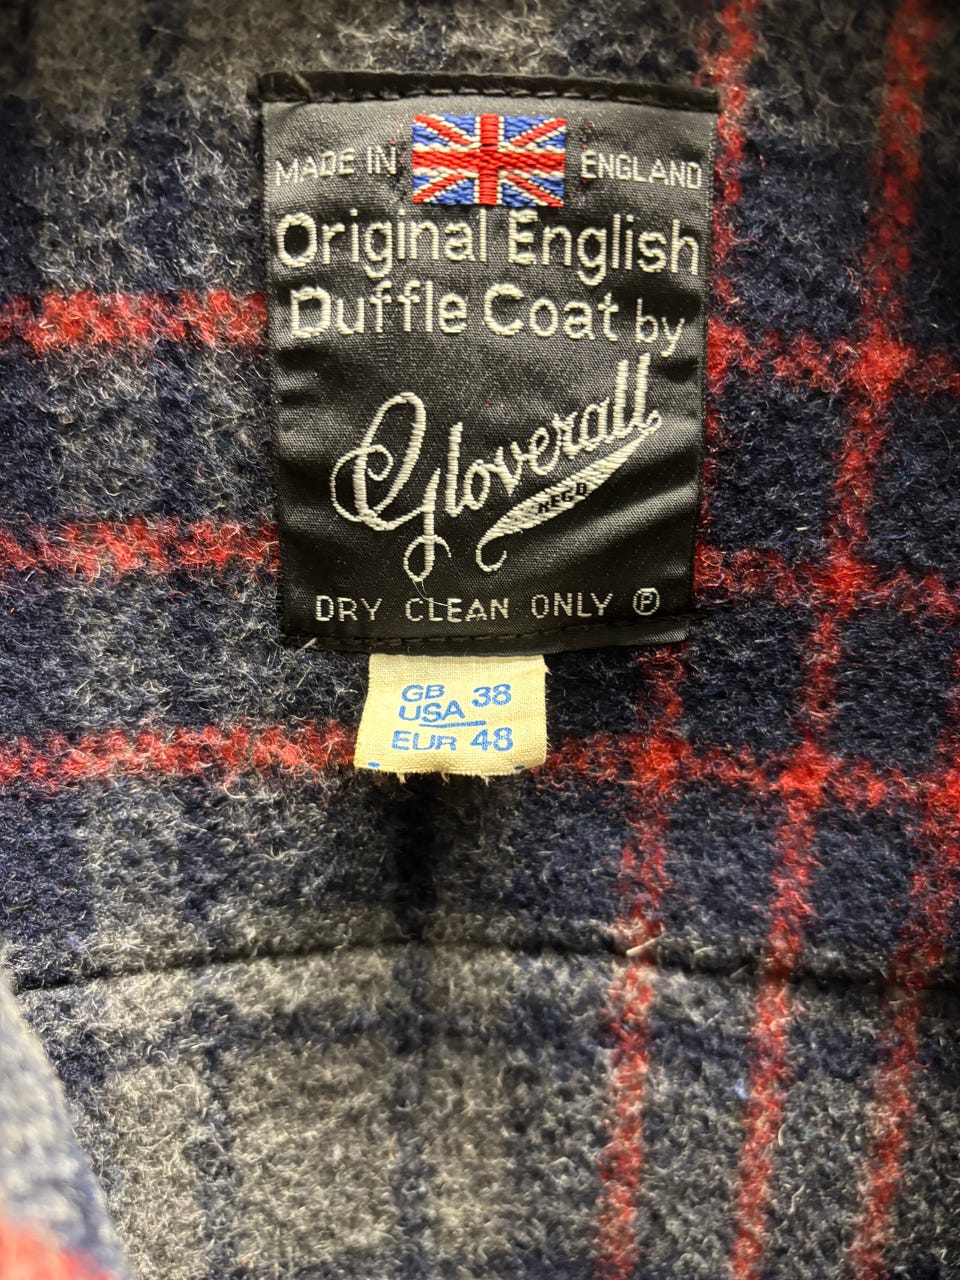 MADE IN ENGLAND
Original English
Duffle Coat by
Gloverall
REGD
DRY CLEAN ONLY Ⓟ
GB
USA 38
EUR 48